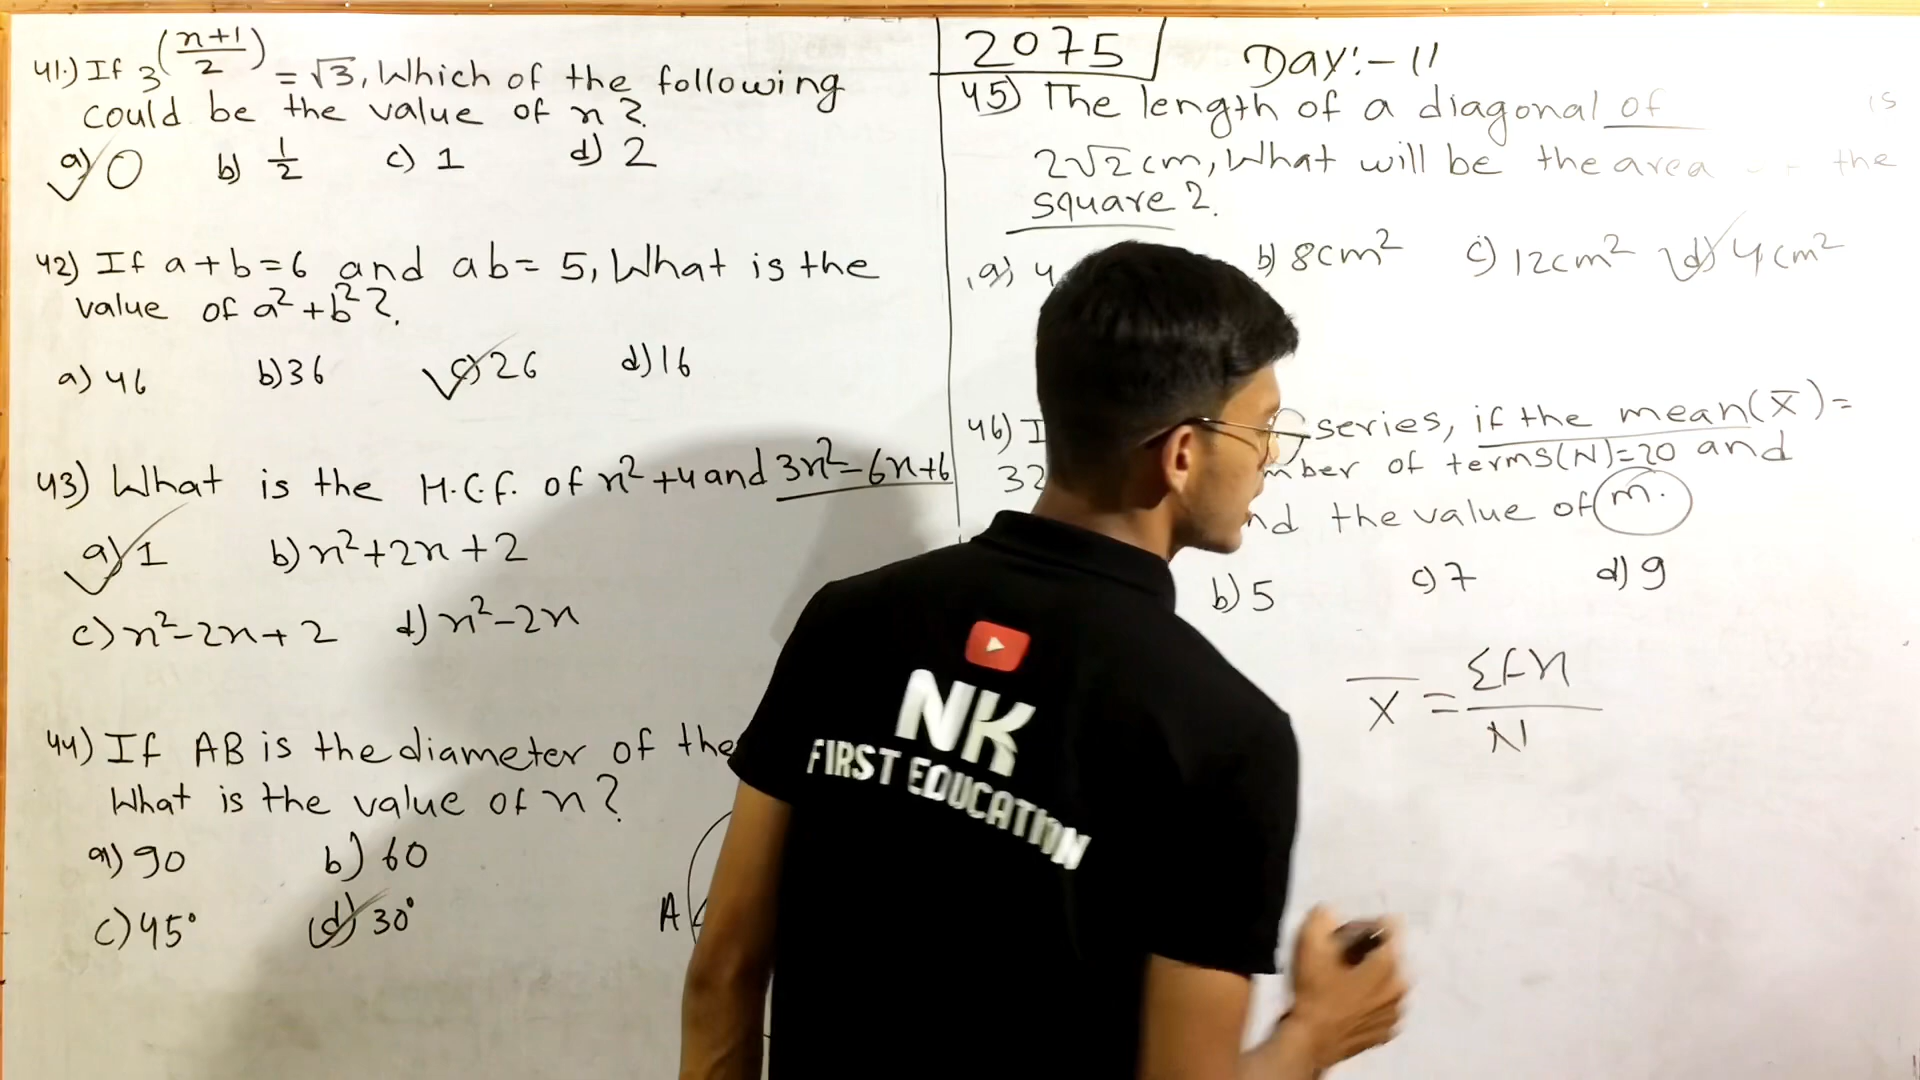 41.) If 3^((n+1)/2) = √3, Which of the following
could be the value of n?
a) 0 b) 1/2 c) 1 d) 2
42) If a+b=6 and ab= 5, What is the
value of a²+b²?
a) 46 b) 36 c) 26 d) 16
43) What is the H.C.F. of n²+4 and 3n²-6n+6
a) 1 b) n²+2n+2
c) n²-2n+2 d) n²-2n
44) If AB is the diameter of the
What is the value of n?
a) 90 b) 60
c) 45° d) 30°
A
2075 Day:- 11
45) The length of a diagonal of is
2√2 cm, What will be the area the
square?
a) 4 b) 8cm² c) 12cm² d) 4cm²
46) series, if the mean(x̄)=
32 of terms(N)=20 and
the value of m.
b) 5 c) 7 d) 9
X̄ = Σfn/N
NK
FIRST EDUCATION